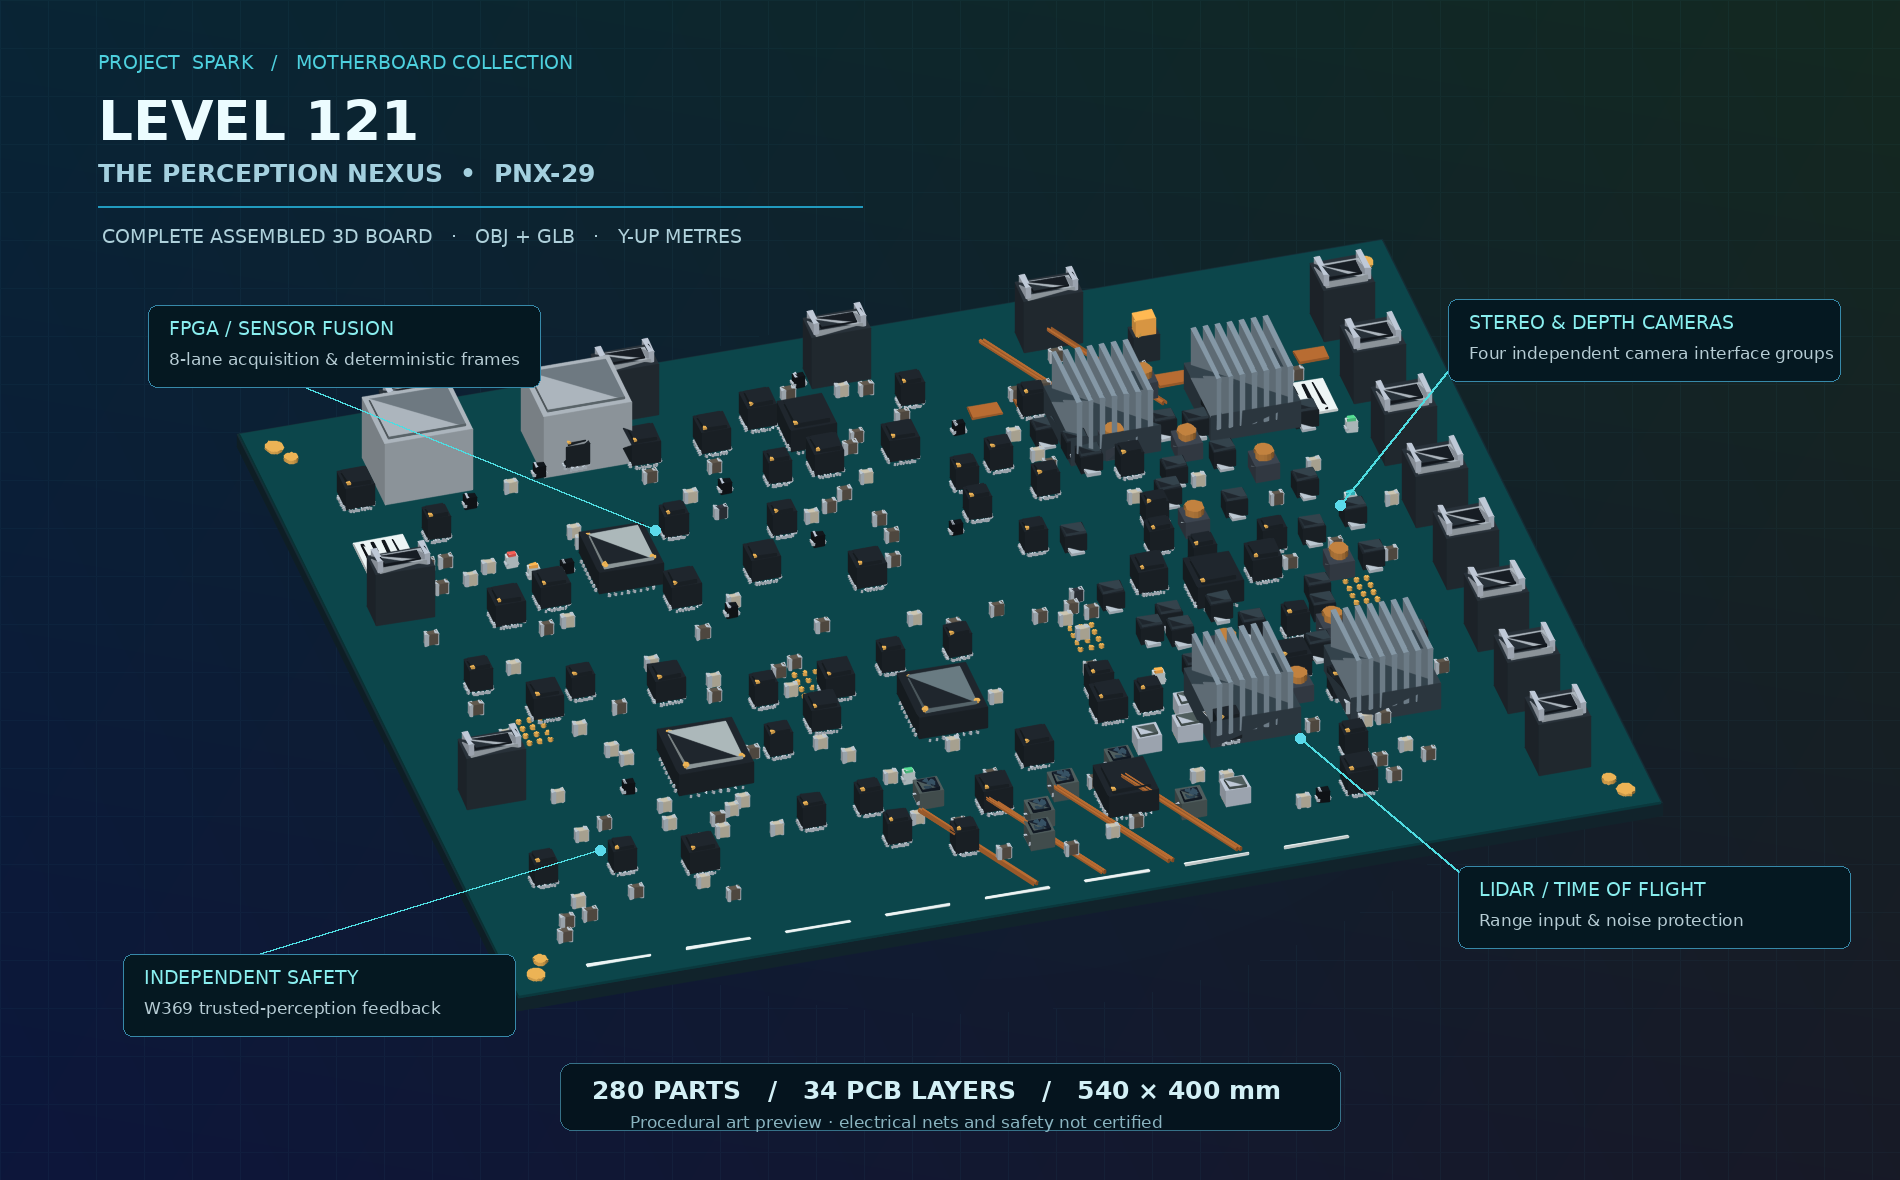 PROJECT SPARK / MOTHERBOARD COLLECTION
LEVEL 121
THE PERCEPTION NEXUS • PNX-29
COMPLETE ASSEMBLED 3D BOARD · OBJ + GLB · Y-UP METRES
FPGA / SENSOR FUSION
8-lane acquisition & deterministic frames
STEREO & DEPTH CAMERAS
Four independent camera interface groups
LIDAR / TIME OF FLIGHT
Range input & noise protection
INDEPENDENT SAFETY
W369 trusted-perception feedback
280 PARTS / 34 PCB LAYERS / 540 × 400 mm
Procedural art preview · electrical nets and safety not certified